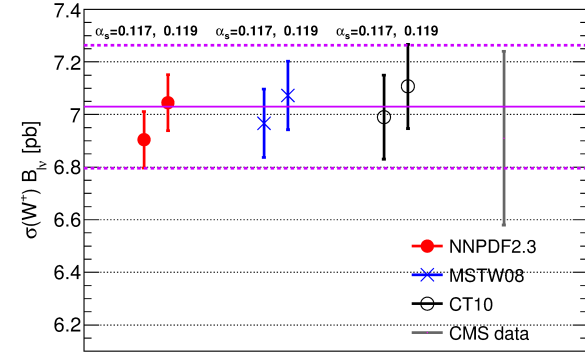 7.4
αs=0.117, 0.119 αs=0.117, 0.119 αs=0.117, 0.119
7.2
7
6.8
6.6
6.4
6.2
σ(W⁺) Blν [pb]
NNPDF2.3
MSTW08
CT10
CMS data